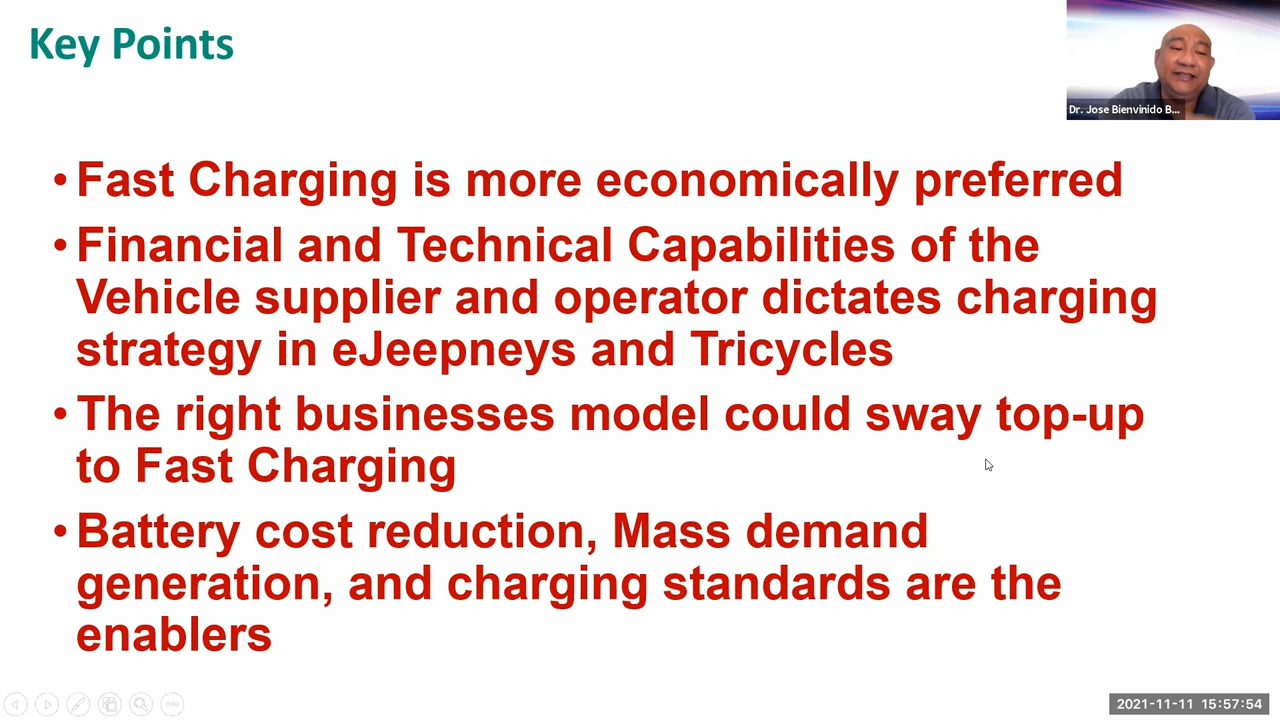 Key Points
Dr. Jose Bienvinido B...
• Fast Charging is more economically preferred
• Financial and Technical Capabilities of the
Vehicle supplier and operator dictates charging
strategy in eJeepneys and Tricycles
• The right businesses model could sway top-up
to Fast Charging
• Battery cost reduction, Mass demand
generation, and charging standards are the
enablers
2021-11-11 15:57:54